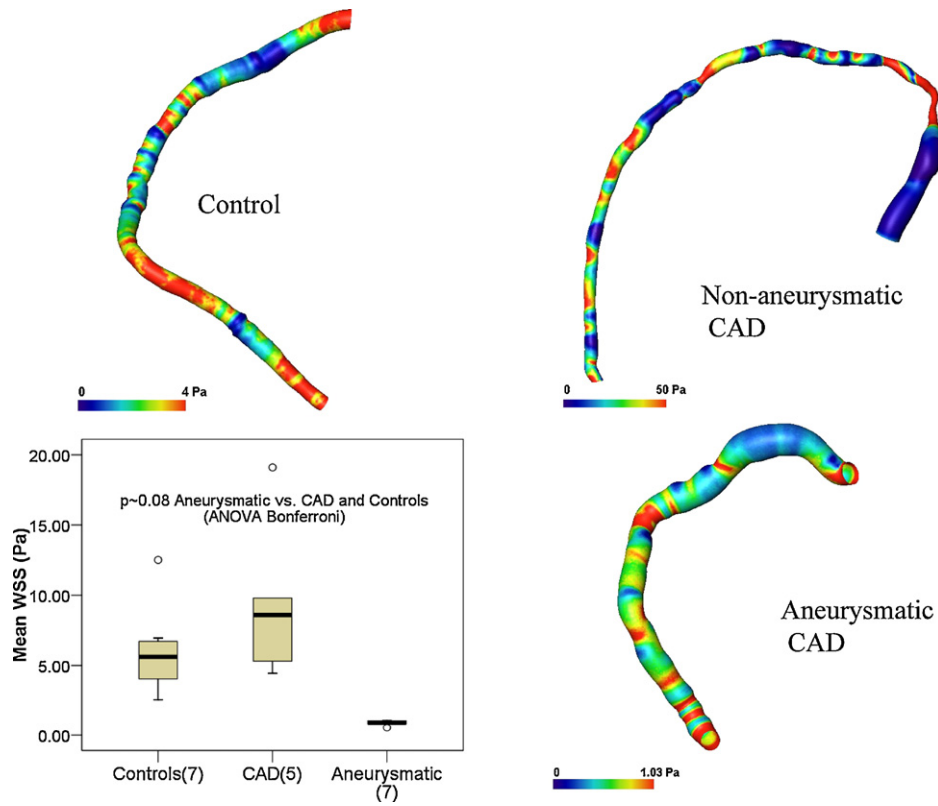 Control
0 4 Pa
Non-aneurysmatic
CAD
0 50 Pa
20.00
15.00
10.00
5.00
0.00
Mean WSS (Pa)
p~0.08 Aneurysmatic vs. CAD and Controls
(ANOVA Bonferroni)
Controls(7) CAD(5) Aneurysmatic
(7)
Aneurysmatic
CAD
0 1.03 Pa